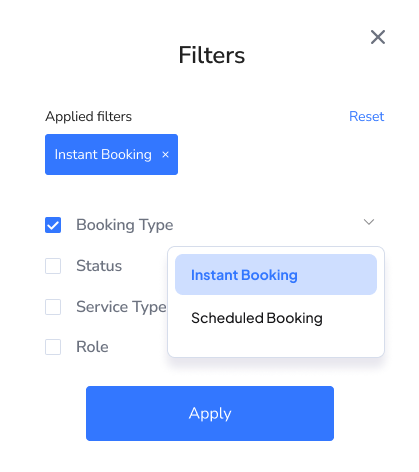 Filters
Applied filters
Reset
Instant Booking ×
Booking Type
Status
Instant Booking
Service Type
Scheduled Booking
Role
Apply